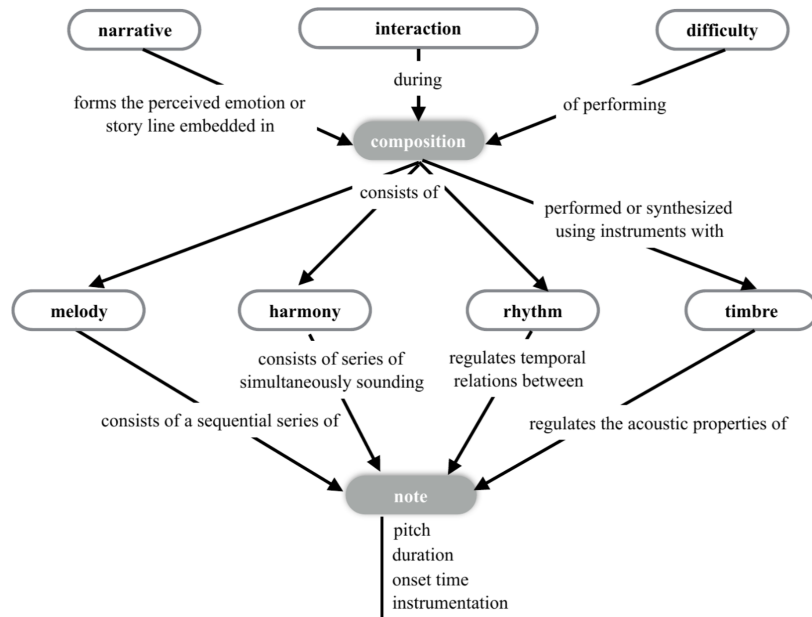 narrative
interaction
difficulty
during
forms the perceived emotion or
story line embedded in
of performing
composition
consists of
performed or synthesized
using instruments with
melody
harmony
rhythm
timbre
consists of series of
simultaneously sounding
regulates temporal
relations between
consists of a sequential series of
regulates the acoustic properties of
note
pitch
duration
onset time
instrumentation